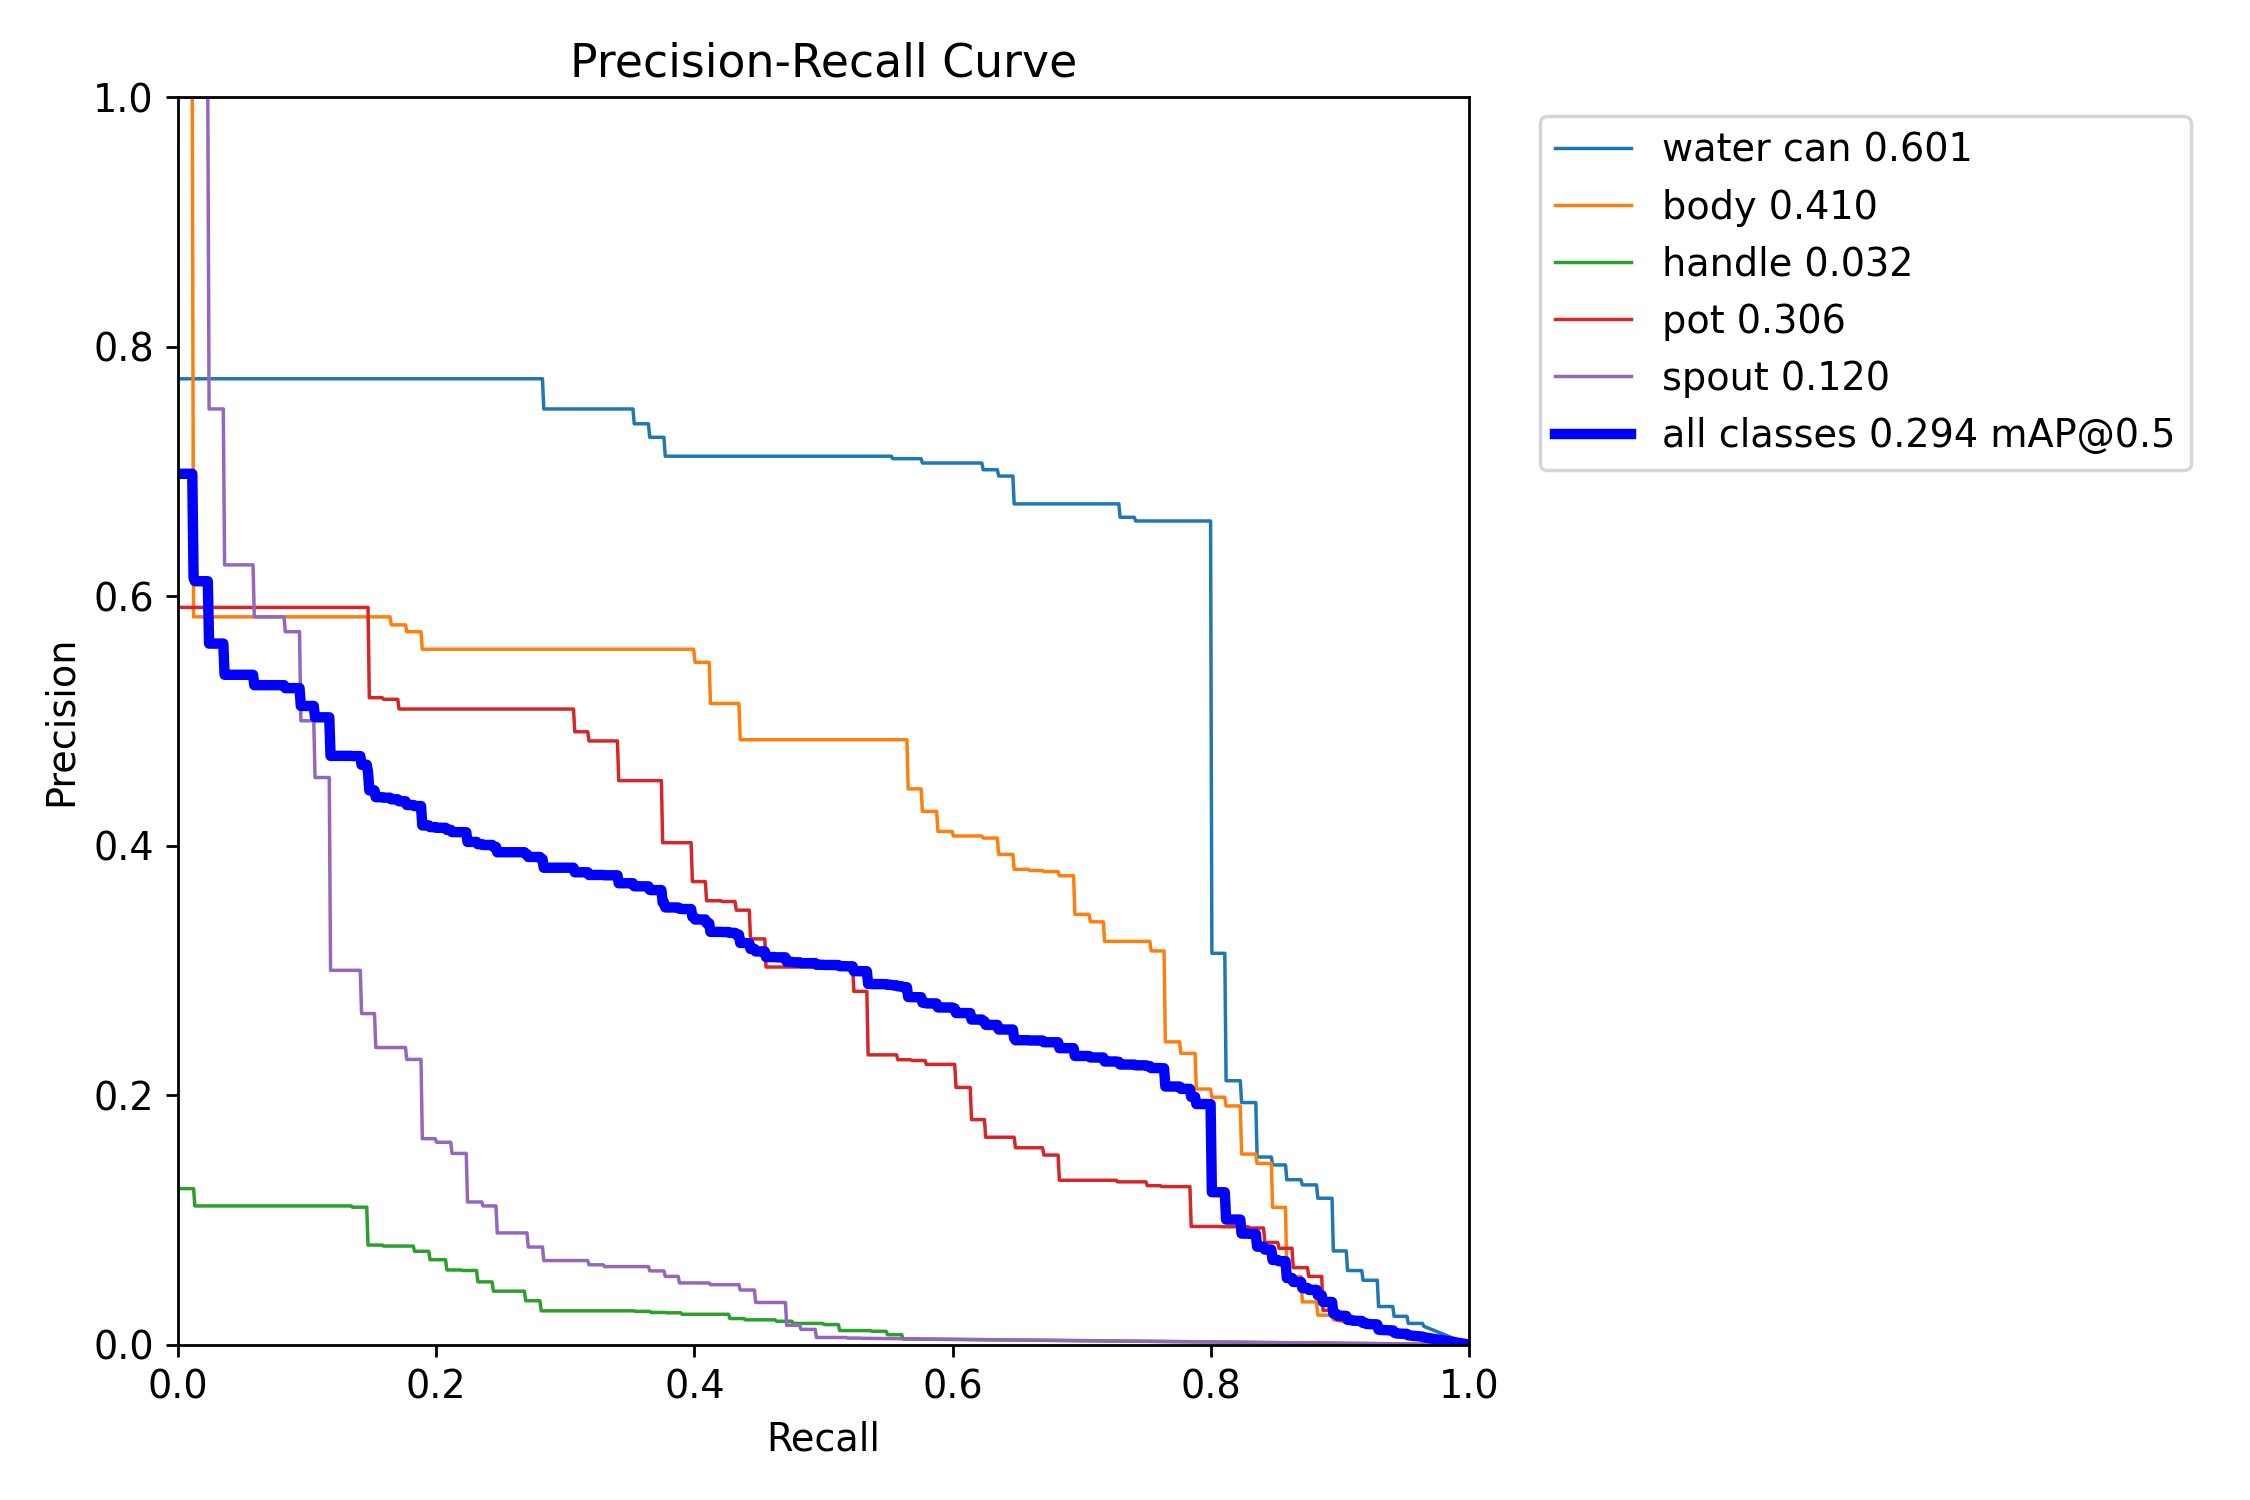 Precision-Recall Curve
1.0
0.8
0.6
0.4
0.2
0.0
Precision
0.0 0.2 0.4 0.6 0.8 1.0
Recall
water can 0.601
body 0.410
handle 0.032
pot 0.306
spout 0.120
all classes 0.294 mAP@0.5